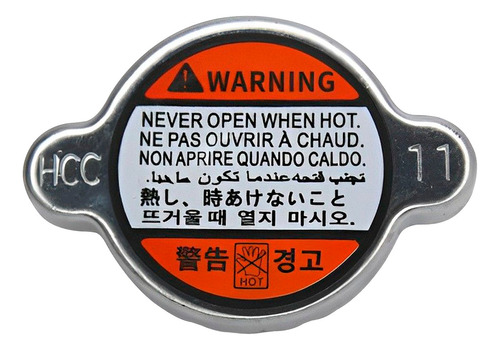 WARNING
NEVER OPEN WHEN HOT.
NE PAS OUVRIR À CHAUD.
NON APRIRE QUANDO CALDO.
تجنب فتحه عندما تكون ساخنا.
熱し、時あけないこと
뜨거울 때 열지 마시오.
HCC
11
警告 경고
HOT